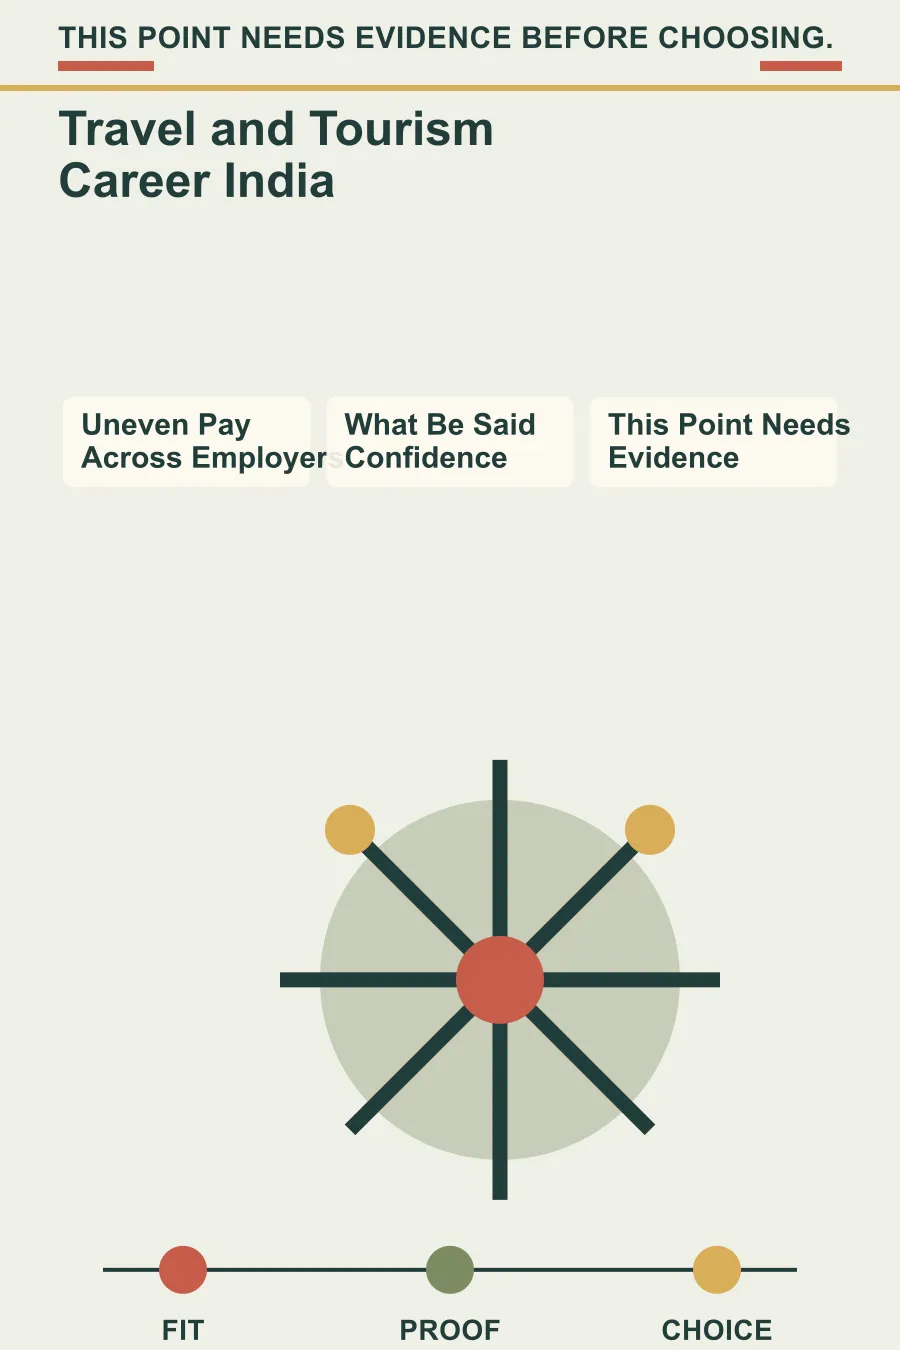 THIS POINT NEEDS EVIDENCE BEFORE CHOOSING.
Travel and Tourism
Career India
Uneven Pay
Across Employers
What Be Said
Confidence
This Point Needs
Evidence
FIT
PROOF
CHOICE